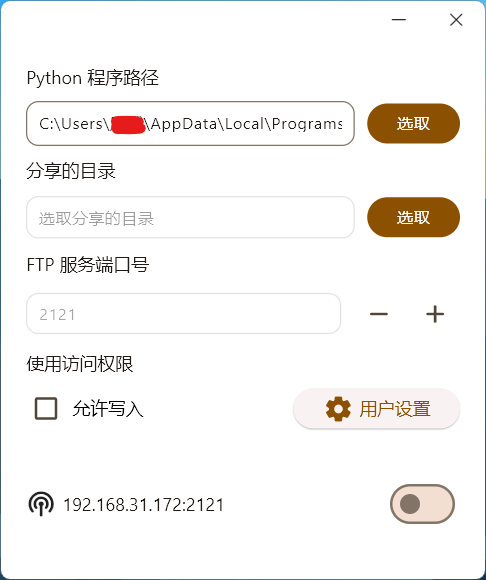 Python 程序路径
C:\Users\ \AppData\Local\Programs
选取
分享的目录
选取分享的目录
选取
FTP 服务端口号
2121
使用访问权限
允许写入
用户设置
192.168.31.172:2121